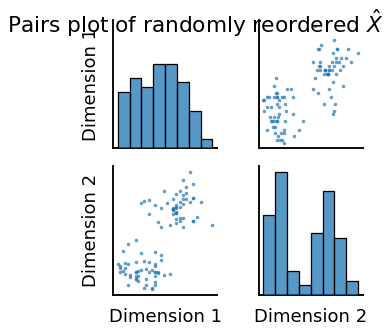 Pairs plot of randomly reordered X̂
Dimension 1
Dimension 2
Dimension 1 Dimension 2